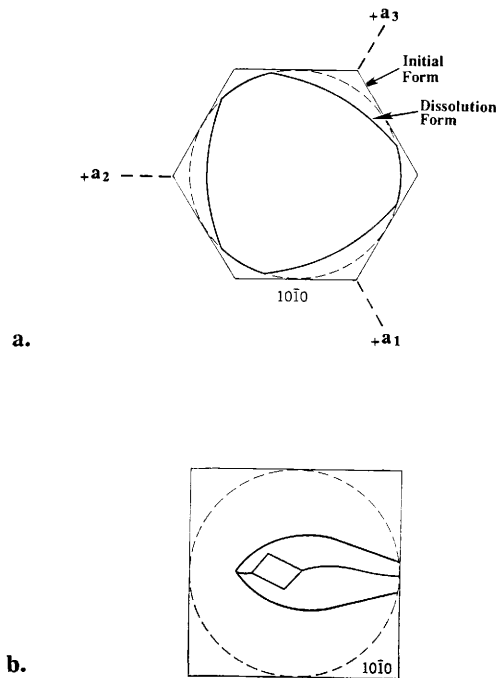 +a3
Initial
Form
Dissolution
Form
+a2
101̄0
+a1
a.
101̄0
b.